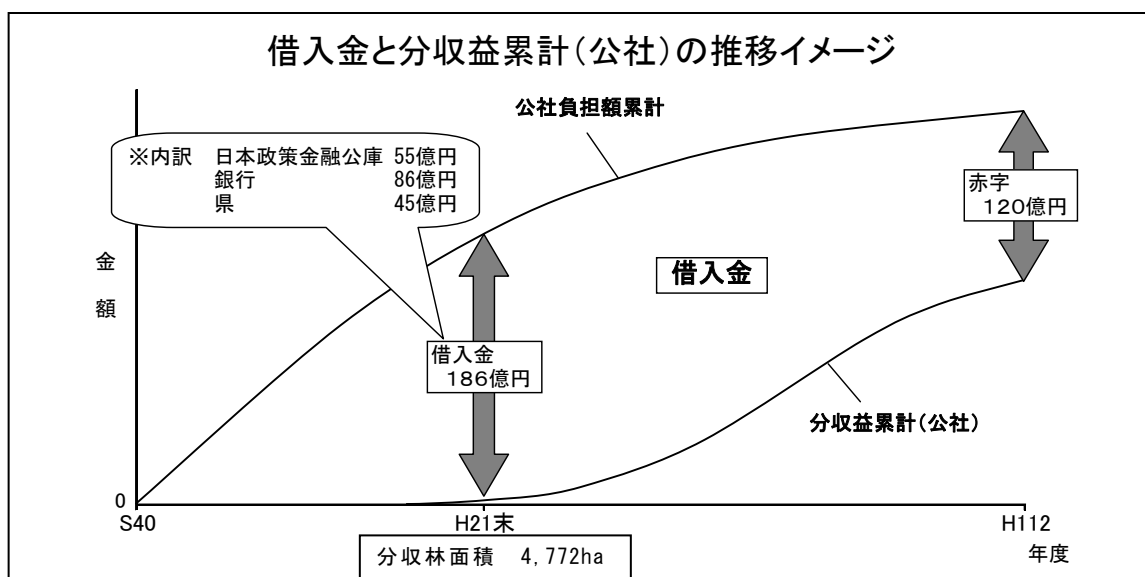 借入金と分収益累計(公社)の推移イメージ
公社負担額累計
※内訳 日本政策金融公庫 55億円
銀行 86億円
県 45億円
赤字
120億円
金額
借入金
借入金
186億円
分収益累計(公社)
0
S40
H21末
H112
分収林面積 4,772ha
年度